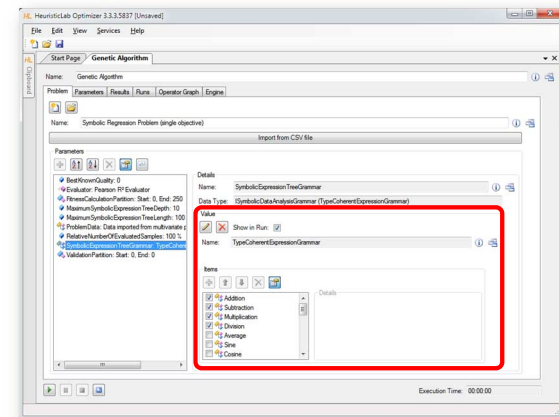 HeuristicLab Optimizer 3.3.3.5837 [Unsaved]
File Edit View Services Help
Start Page Genetic Algorithm
Clipboard
Name: Genetic Algorithm
Problem Parameters Results Runs Operator Graph Engine
Name: Symbolic Regression Problem (single objective)
Import from CSV file
Parameters
BestKnownQuality: 0
Evaluator: Pearson R² Evaluator
FitnessCalculationPartition: Start: 0, End: 250
MaximumSymbolicExpressionTreeDepth: 10
MaximumSymbolicExpressionTreeLength: 100
ProblemData: Data imported from multivariate p
RelativeNumberOfEvaluatedSamples: 100 %
SymbolicExpressionTreeGrammar: TypeCoheren
ValidationPartition: Start: 0, End: 0
Details
Name: SymbolicExpressionTreeGrammar
Data Type: ISymbolicDataAnalysisGrammar (TypeCoherentExpressionGrammar)
Value
Show in Run:
Name: TypeCoherentExpressionGrammar
Items
Addition
Subtraction
Multiplication
Division
Average
Sine
Cosine
Details
Execution Time: 00:00:00